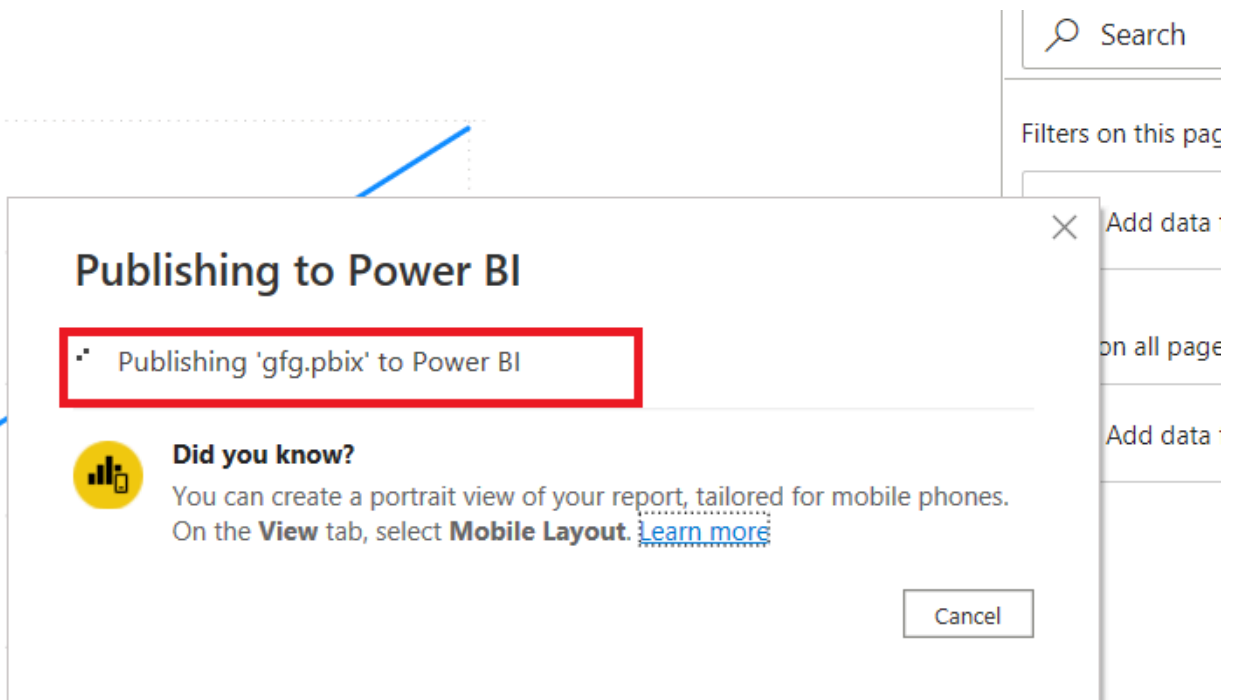 Search
Filters on this pag
Add data
Publishing to Power BI
Publishing 'gfg.pbix' to Power BI
on all page
Did you know?
Add data
You can create a portrait view of your report, tailored for mobile phones.
On the View tab, select Mobile Layout. Learn more
Cancel